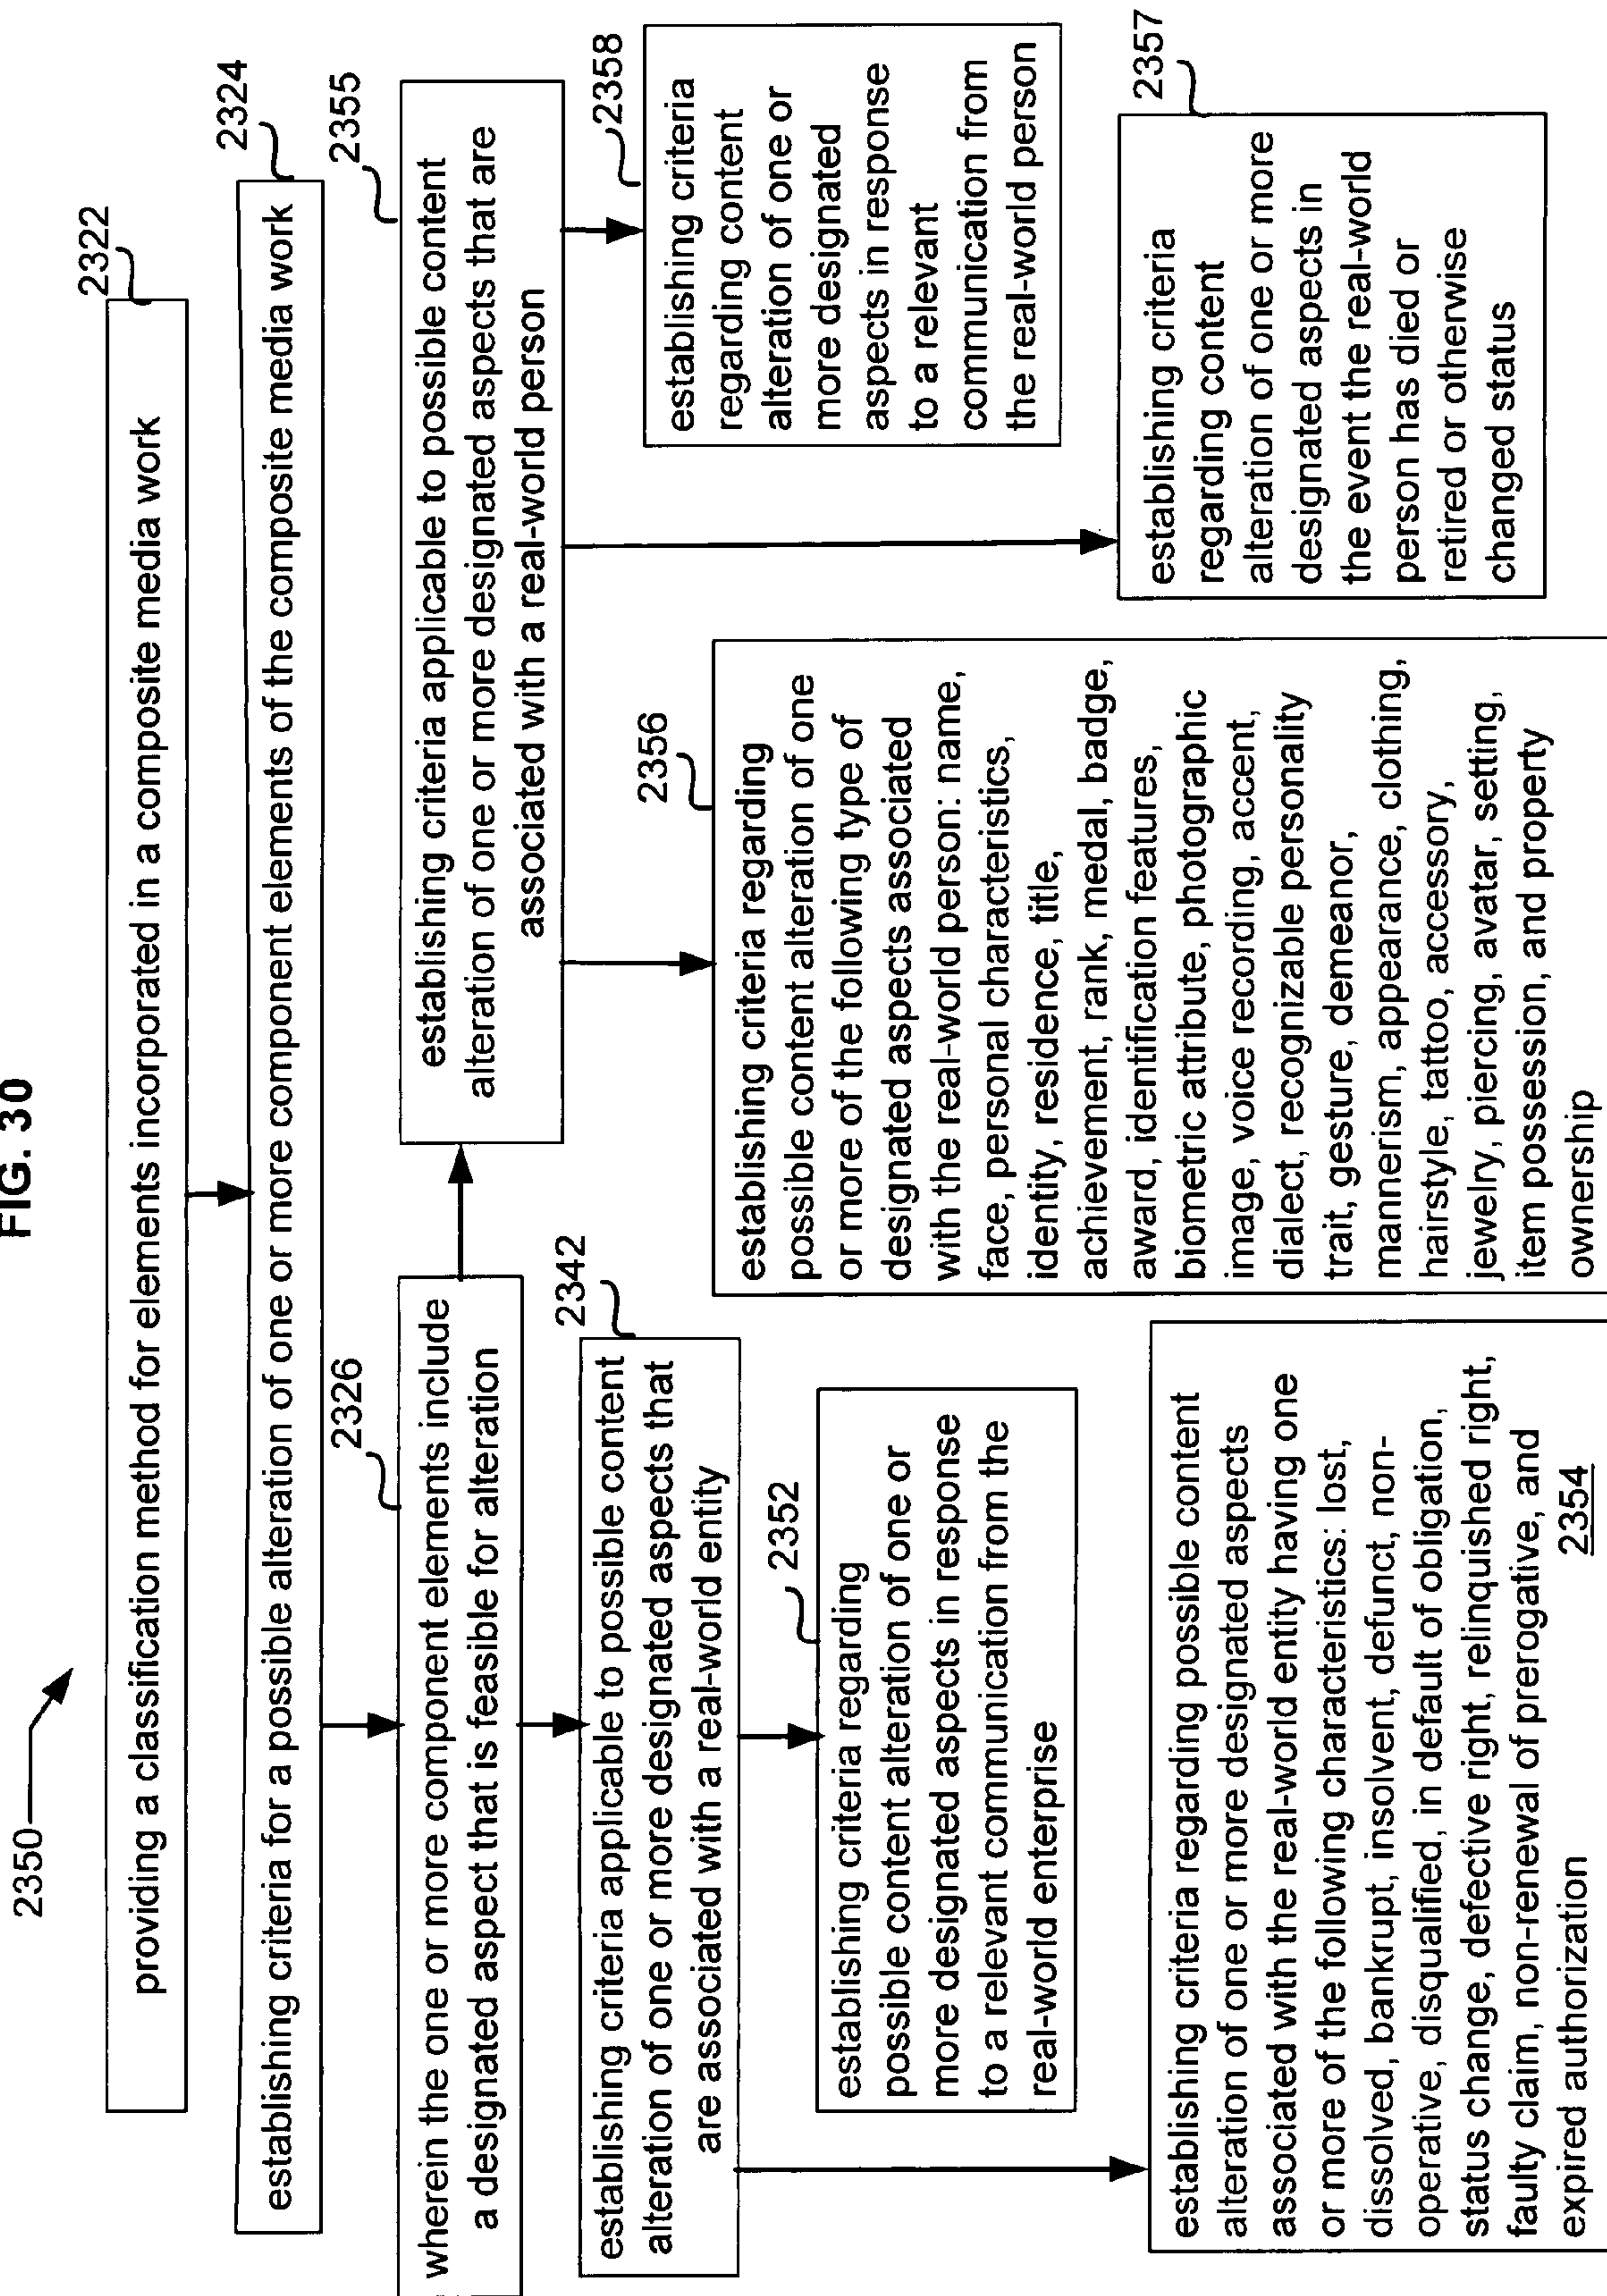 FIG. 30
2350
2322
providing a classification method for elements incorporated in a composite media work
2324
establishing criteria for a possible alteration of one or more component elements of the composite media work
2326
wherein the one or more component elements include
a designated aspect that is feasible for alteration
2355
establishing criteria applicable to possible content
alteration of one or more designated aspects that are
associated with a real-world person
2342
establishing criteria applicable to possible content
alteration of one or more designated aspects that
are associated with a real-world entity
2352
establishing criteria regarding
possible content alteration of one or
more designated aspects in response
to a relevant communication from the
real-world enterprise
establishing criteria regarding possible content
alteration of one or more designated aspects
associated with the real-world entity having one
or more of the following characteristics: lost,
dissolved, bankrupt, insolvent, defunct, non-
operative, disqualified, in default of obligation,
status change, defective right, relinquished right,
faulty claim, non-renewal of prerogative, and
expired authorization
2354
2356
establishing criteria regarding
possible content alteration of one
or more of the following type of
designated aspects associated
with the real-world person: name,
face, personal characteristics,
identity, residence, title,
achievement, rank, medal, badge,
award, identification features,
biometric attribute, photographic
image, voice recording, accent,
dialect, recognizable personality
trait, gesture, demeanor,
mannerism, appearance, clothing,
hairstyle, tattoo, accessory,
jewelry, piercing, avatar, setting,
item possession, and property
ownership
2358
establishing criteria
regarding content
alteration of one or
more designated
aspects in response
to a relevant
communication from
the real-world person
2357
establishing criteria
regarding content
alteration of one or more
designated aspects in
the event the real-world
person has died or
retired or otherwise
changed status